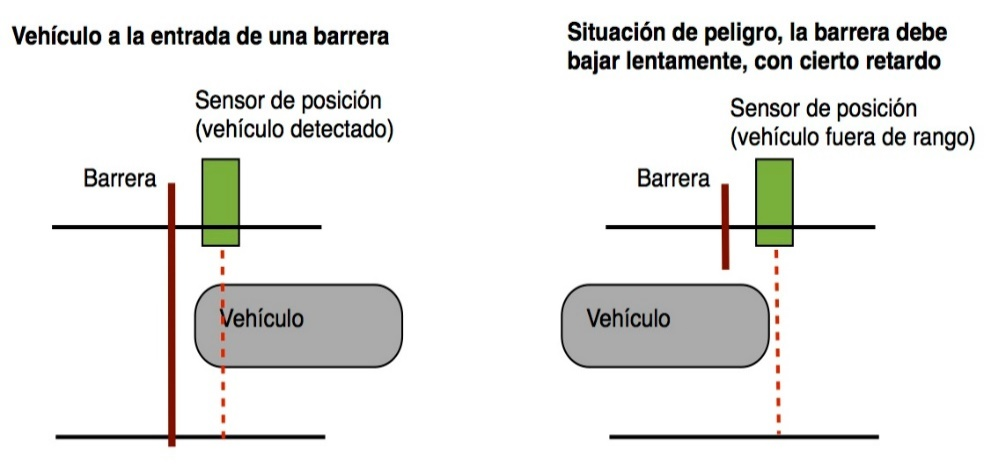 Vehículo a la entrada de una barrera
Sensor de posición
(vehículo detectado)
Barrera
Vehículo
Situación de peligro, la barrera debe
bajar lentamente, con cierto retardo
Sensor de posición
(vehículo fuera de rango)
Barrera
Vehículo